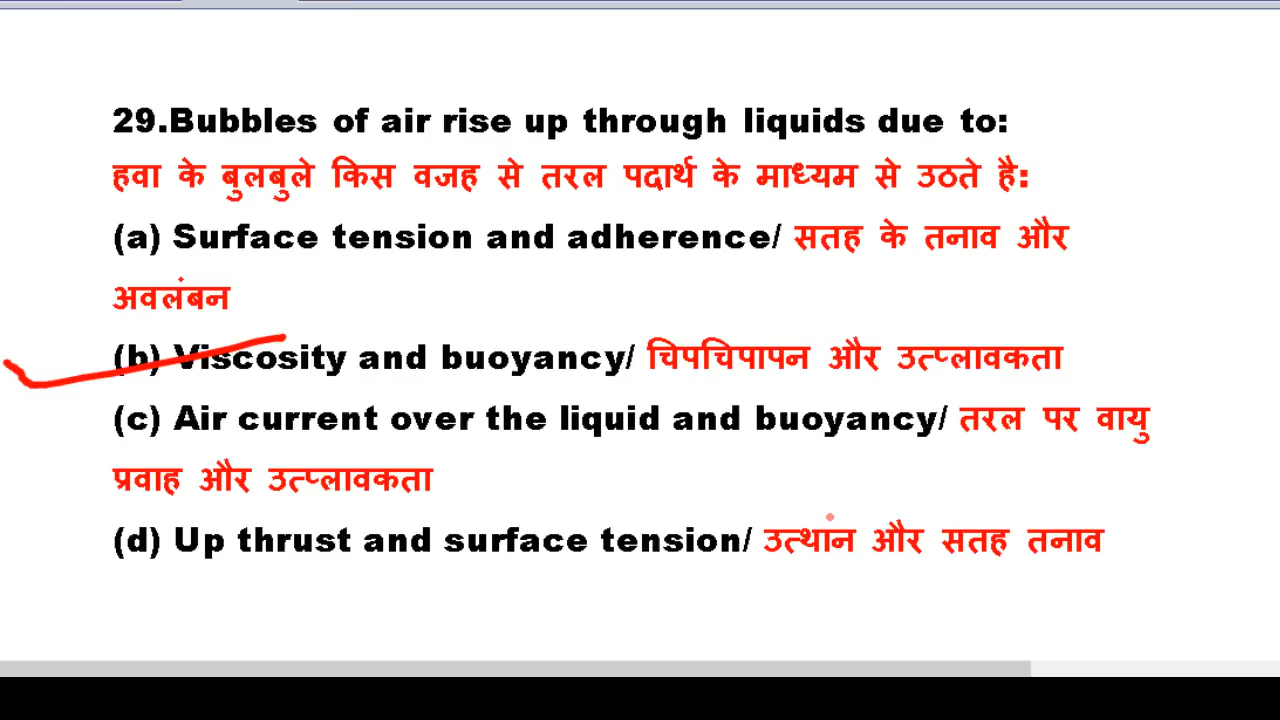 29.Bubbles of air rise up through liquids due to:
हवा के बुलबुले किस वजह से तरल पदार्थ के माध्यम से उठते है:
(a) Surface tension and adherence/ सतह के तनाव और
अवलंबन
(b) Viscosity and buoyancy/ चिपचिपापन और उत्प्लावकता
(c) Air current over the liquid and buoyancy/ तरल पर वायु
प्रवाह और उत्प्लावकता
(d) Up thrust and surface tension/ उत्थान और सतह तनाव